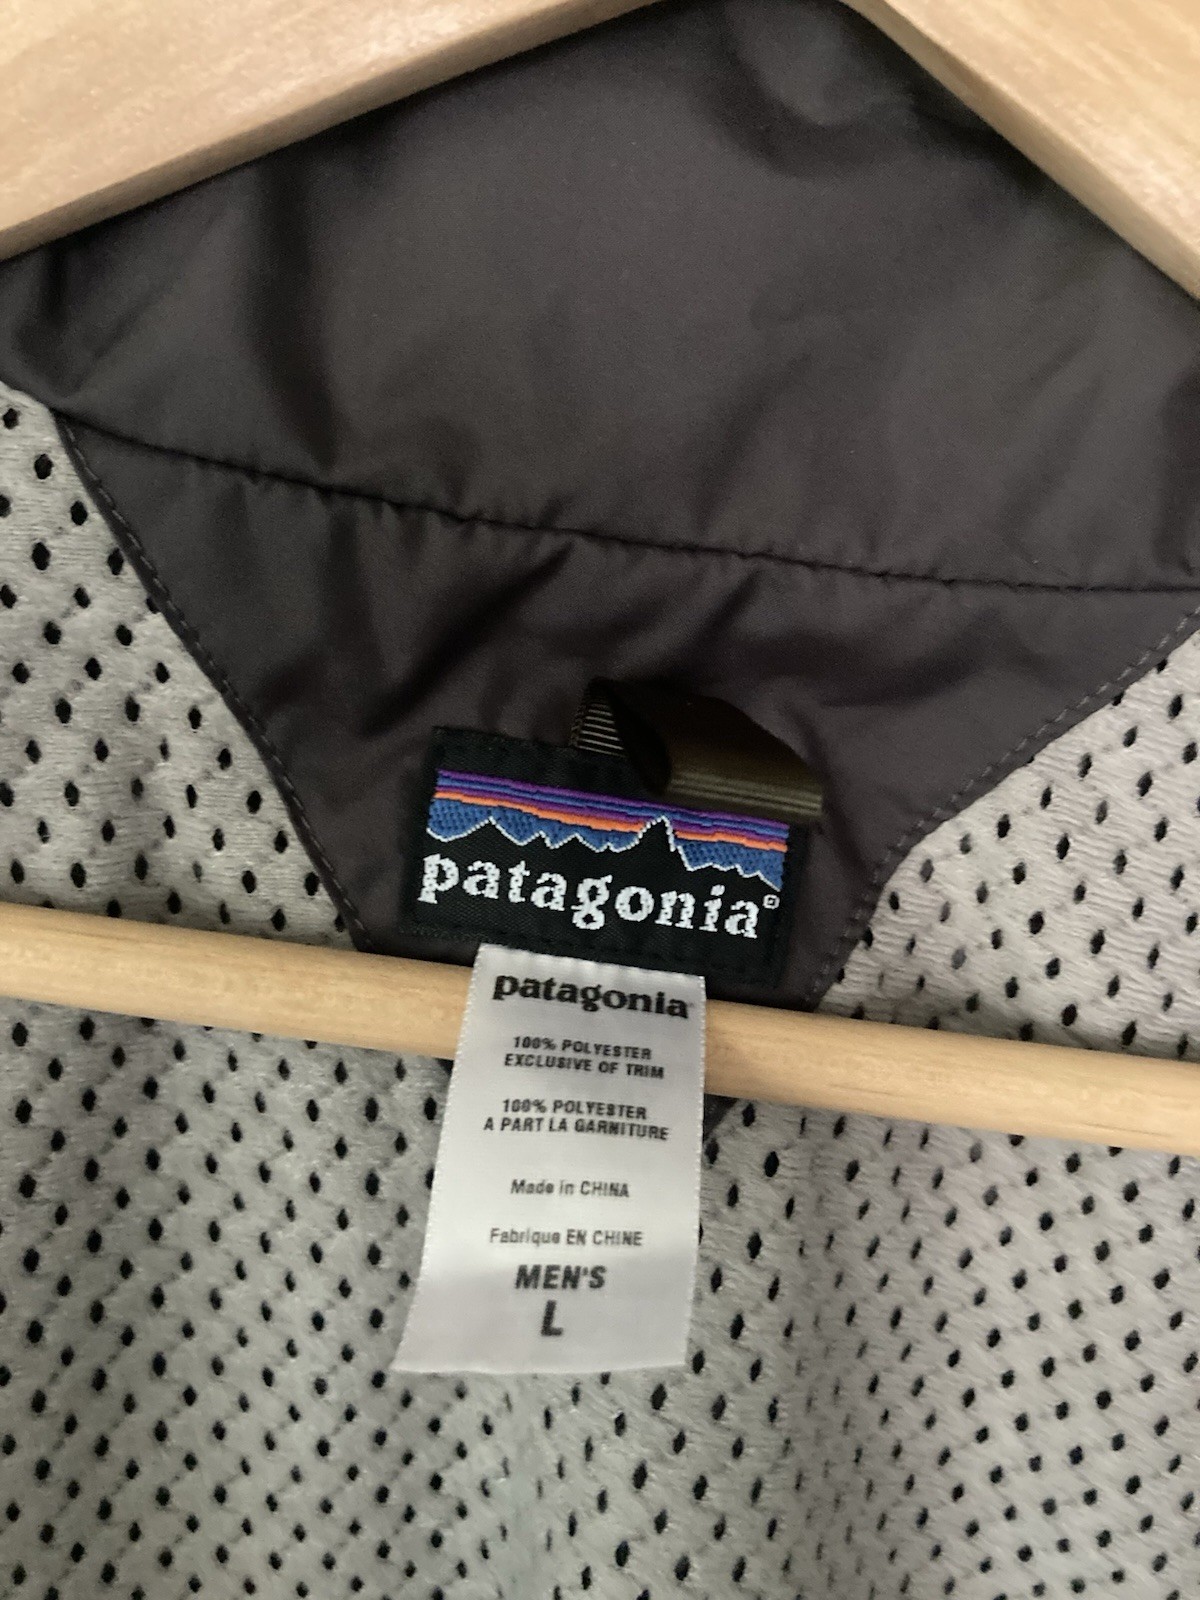 patagonia®
patagonia
100% POLYESTER
EXCLUSIVE OF TRIM
100% POLYESTER
A PART LA GARNITURE
Made in CHINA
Fabrique EN CHINE
MEN'S
L